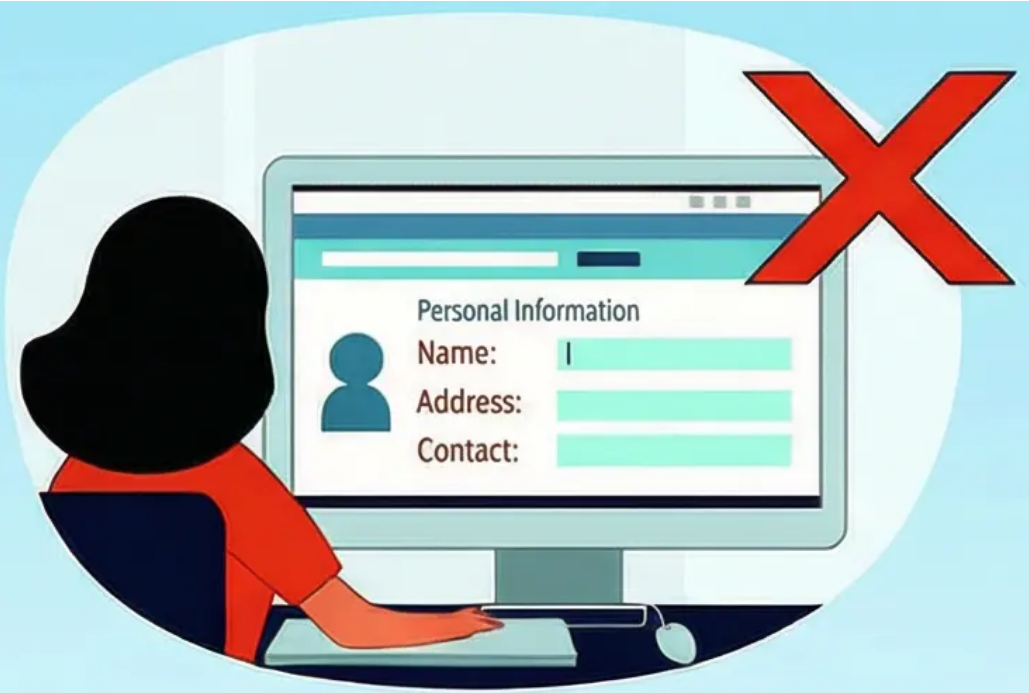 Personal Information
Name:
Address:
Contact: